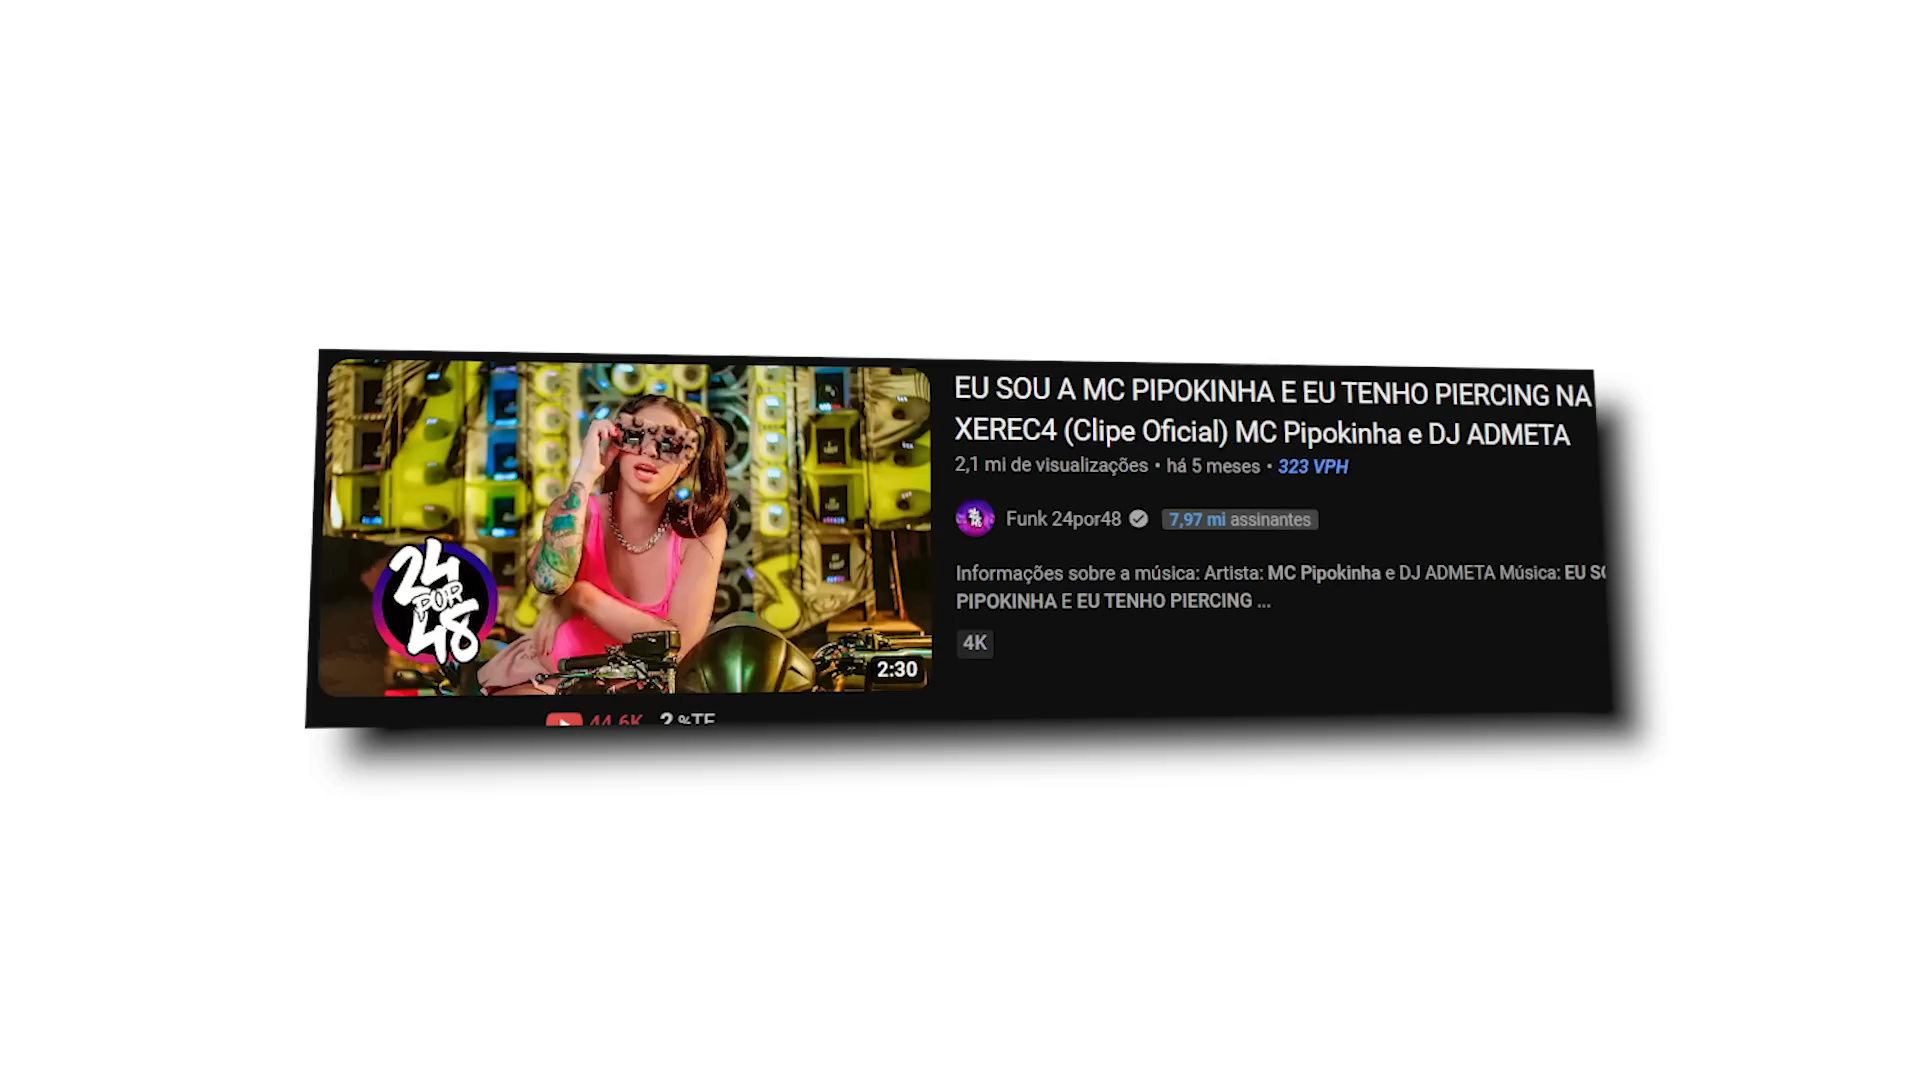 EU SOU A MC PIPOKINHA E EU TENHO PIERCING NA
XEREC4 (Clipe Oficial) MC Pipokinha e DJ ADMETA
2,1 mi de visualizações • há 5 meses • 323 VPH
Funk 24por48 7,97 mi assinantes
Informações sobre a música: Artista: MC Pipokinha e DJ ADMETA Música: EU
PIPOKINHA E EU TENHO PIERCING ...
4K
24
POR
48
2:30
44.6K